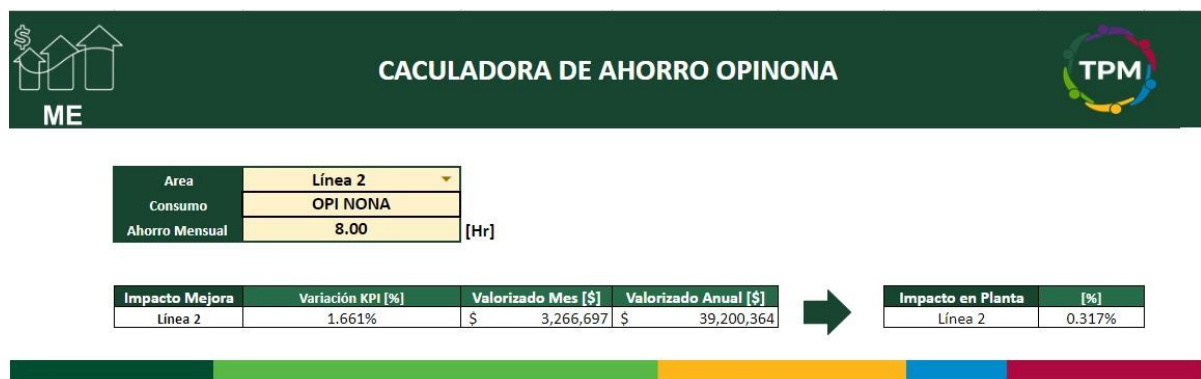 $
ME
CACULADORA DE AHORRO OPINONA
TPM
Area Línea 2
Consumo OPI NONA
Ahorro Mensual 8.00 [Hr]
Impacto Mejora Variación KPI [%] Valorizado Mes [$] Valorizado Anual [$] Impacto en Planta [%]
Línea 2 1.661% $ 3,266,697 $ 39,200,364 Línea 2 0.317%